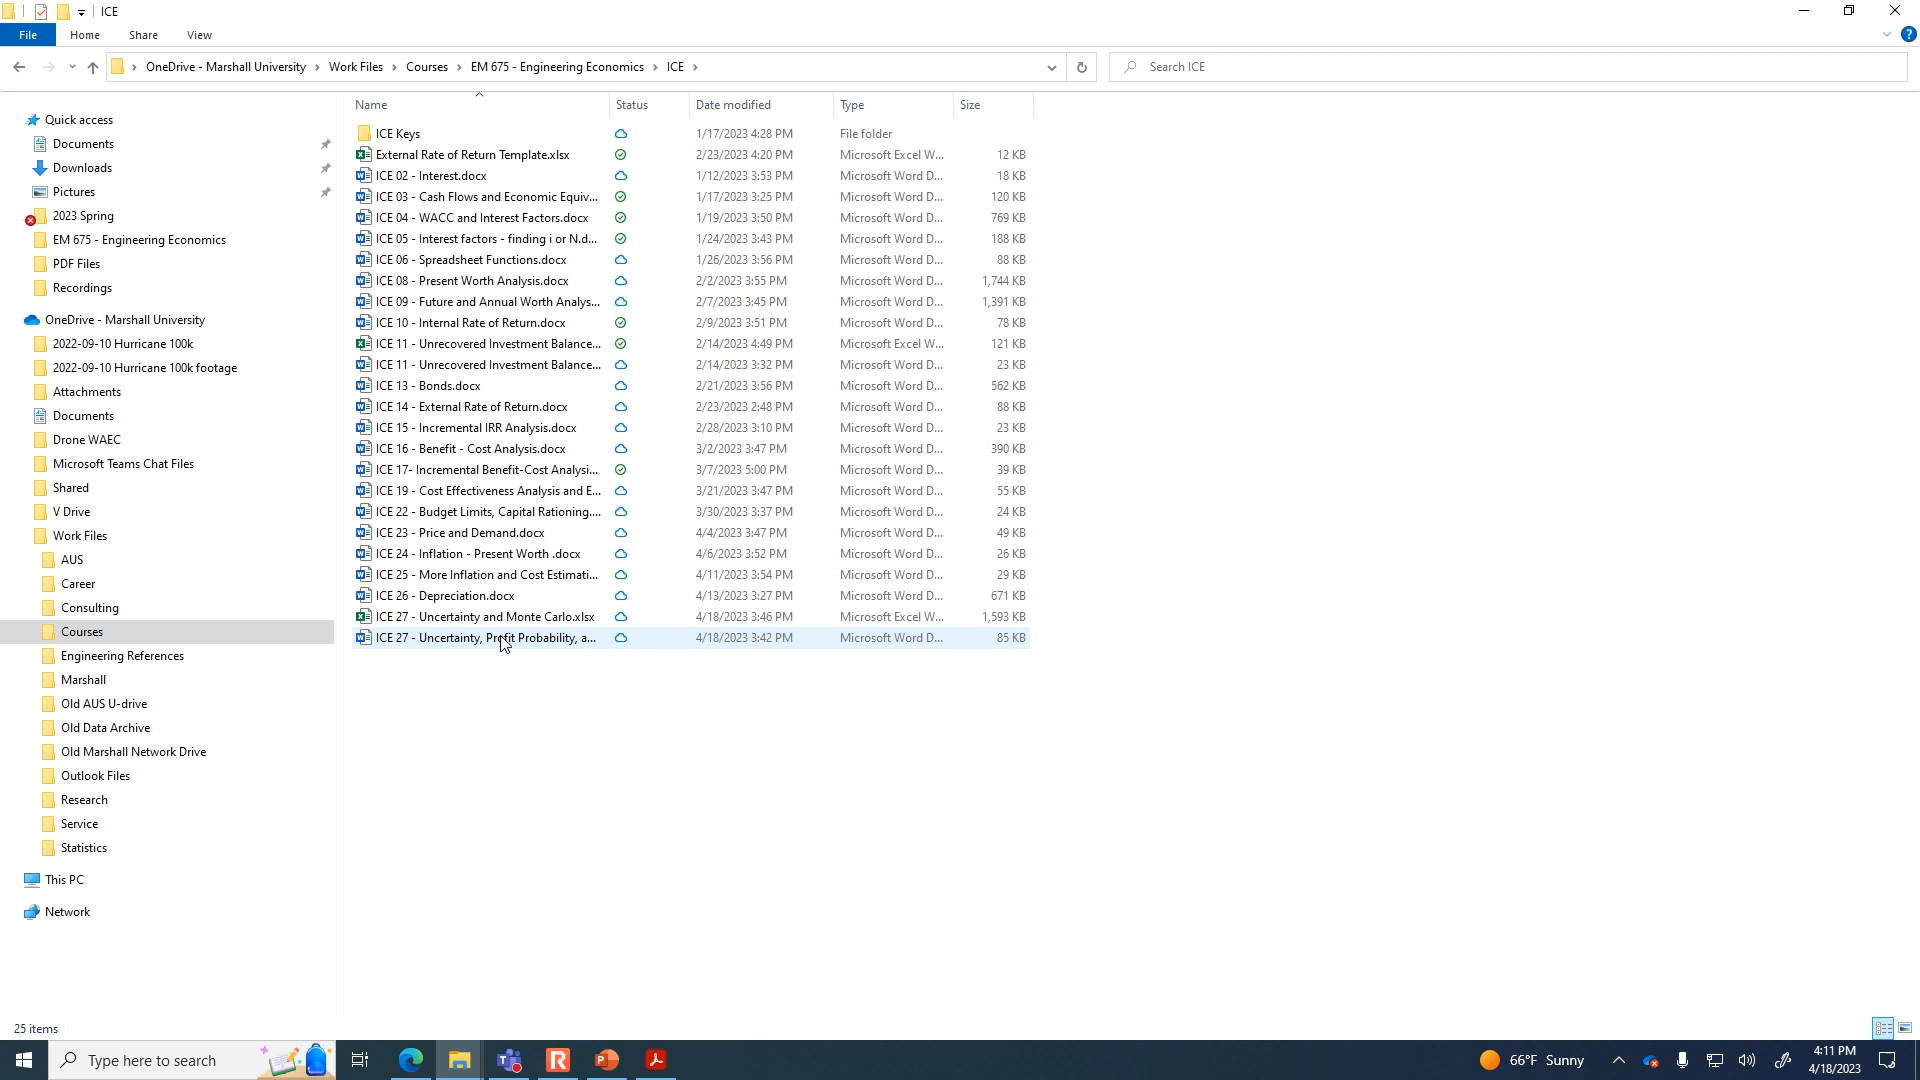 ICE
File Home Share View
OneDrive - Marshall University Work Files Courses EM 675 - Engineering Economics ICE
Search ICE
Name Status Date modified Type Size
ICE Keys 1/17/2023 4:28 PM File folder
External Rate of Return Template.xlsx 2/23/2023 4:20 PM Microsoft Excel W... 12 KB
ICE 02 - Interest.docx 1/12/2023 3:53 PM Microsoft Word D... 18 KB
ICE 03 - Cash Flows and Economic Equiv... 1/17/2023 3:25 PM Microsoft Word D... 120 KB
ICE 04 - WACC and Interest Factors.docx 1/19/2023 3:50 PM Microsoft Word D... 769 KB
ICE 05 - Interest factors - finding i or N.d... 1/24/2023 3:43 PM Microsoft Word D... 188 KB
ICE 06 - Spreadsheet Functions.docx 1/26/2023 3:56 PM Microsoft Word D... 88 KB
ICE 08 - Present Worth Analysis.docx 2/2/2023 3:55 PM Microsoft Word D... 1,744 KB
ICE 09 - Future and Annual Worth Analys... 2/7/2023 3:45 PM Microsoft Word D... 1,391 KB
ICE 10 - Internal Rate of Return.docx 2/9/2023 3:51 PM Microsoft Word D... 78 KB
ICE 11 - Unrecovered Investment Balance... 2/14/2023 4:49 PM Microsoft Excel W... 121 KB
ICE 11 - Unrecovered Investment Balance... 2/14/2023 3:32 PM Microsoft Word D... 23 KB
ICE 13 - Bonds.docx 2/21/2023 3:56 PM Microsoft Word D... 562 KB
ICE 14 - External Rate of Return.docx 2/23/2023 2:48 PM Microsoft Word D... 88 KB
ICE 15 - Incremental IRR Analysis.docx 2/28/2023 3:10 PM Microsoft Word D... 23 KB
ICE 16 - Benefit - Cost Analysis.docx 3/2/2023 3:47 PM Microsoft Word D... 390 KB
ICE 17- Incremental Benefit-Cost Analysi... 3/7/2023 5:00 PM Microsoft Word D... 39 KB
ICE 19 - Cost Effectiveness Analysis and E... 3/21/2023 3:47 PM Microsoft Word D... 55 KB
ICE 22 - Budget Limits, Capital Rationing.... 3/30/2023 3:37 PM Microsoft Word D... 24 KB
ICE 23 - Price and Demand.docx 4/4/2023 3:47 PM Microsoft Word D... 49 KB
ICE 24 - Inflation - Present Worth .docx 4/6/2023 3:52 PM Microsoft Word D... 26 KB
ICE 25 - More Inflation and Cost Estimati... 4/11/2023 3:54 PM Microsoft Word D... 29 KB
ICE 26 - Depreciation.docx 4/13/2023 3:27 PM Microsoft Word D... 671 KB
ICE 27 - Uncertainty and Monte Carlo.xlsx 4/18/2023 3:46 PM Microsoft Excel W... 1,593 KB
ICE 27 - Uncertainty, Profit Probability, a... 4/18/2023 3:42 PM Microsoft Word D... 85 KB
Quick access
Documents
Downloads
Pictures
2023 Spring
EM 675 - Engineering Economics
PDF Files
Recordings
OneDrive - Marshall University
2022-09-10 Hurricane 100k
2022-09-10 Hurricane 100k footage
Attachments
Documents
Drone WAEC
Microsoft Teams Chat Files
Shared
V Drive
Work Files
AUS
Career
Consulting
Courses
Engineering References
Marshall
Old AUS U-drive
Old Data Archive
Old Marshall Network Drive
Outlook Files
Research
Service
Statistics
This PC
Network
25 items
Type here to search
66°F Sunny
4:11 PM
4/18/2023